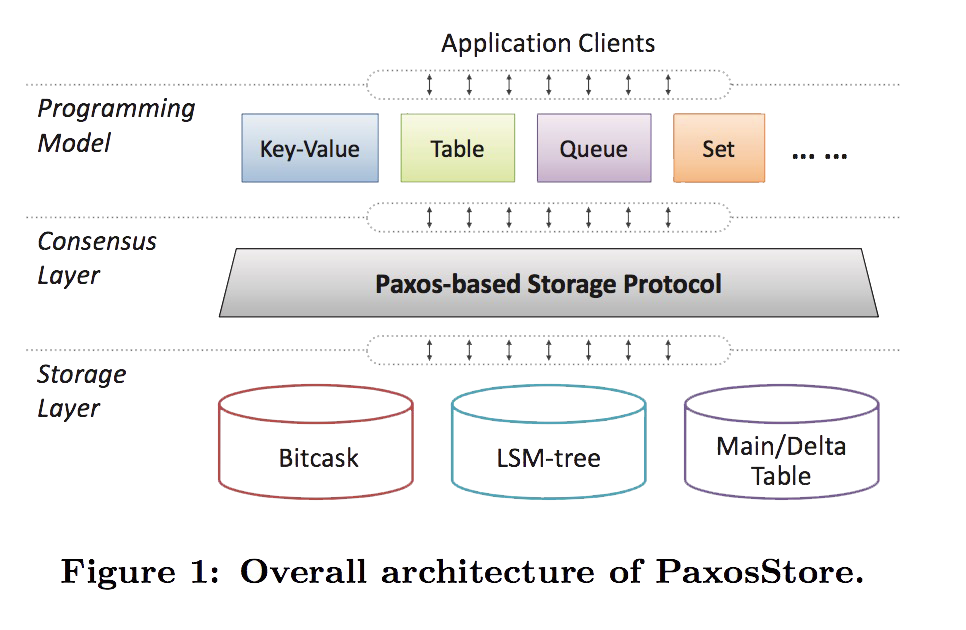 Application Clients
Programming
Model
Key-Value
Table
Queue
Set
... ...
Consensus
Layer
Paxos-based Storage Protocol
Storage
Layer
Bitcask
LSM-tree
Main/Delta
Table
Figure 1: Overall architecture of PaxosStore.